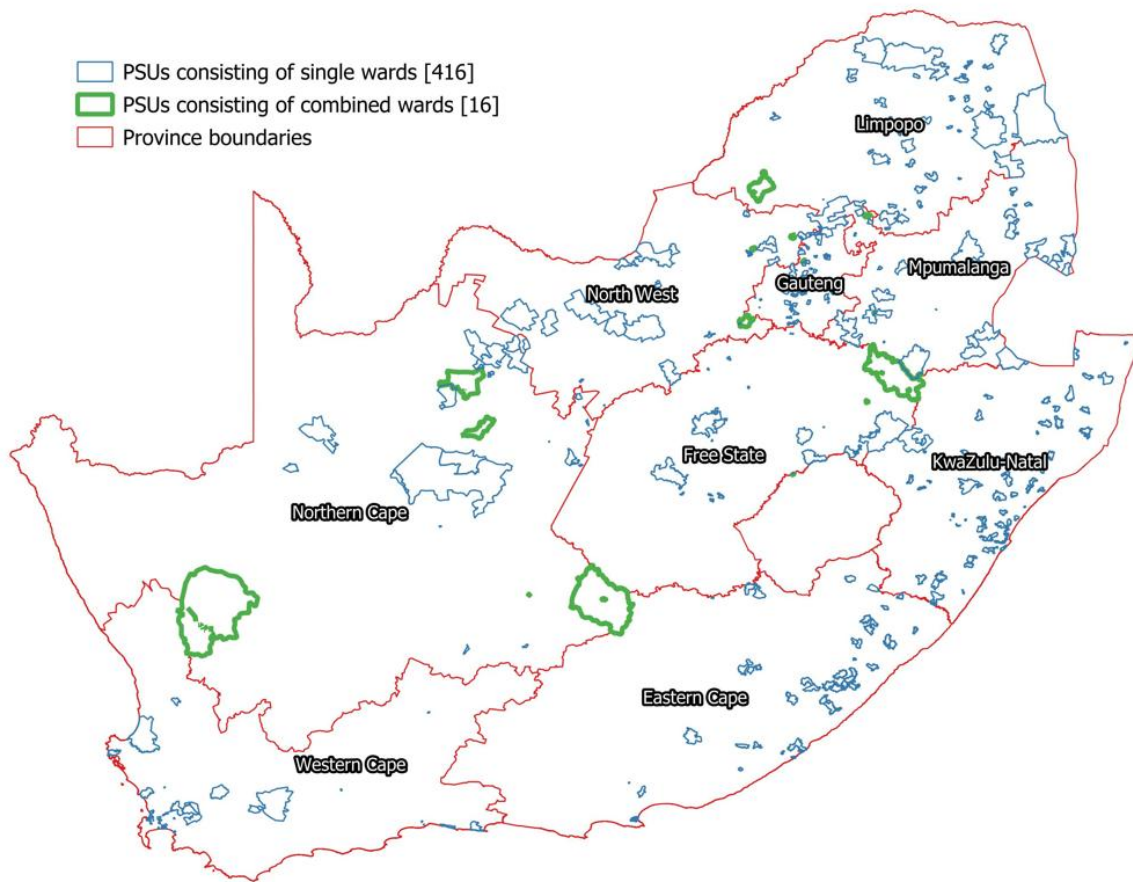 PSUs consisting of single wards [416]
PSUs consisting of combined wards [16]
Province boundaries
Limpopo
Mpumalanga
Gauteng
North West
Free State
KwaZulu-Natal
Northern Cape
Eastern Cape
Western Cape